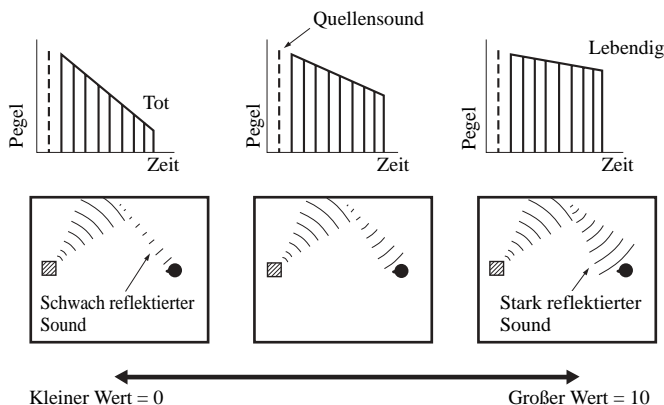 Quellensound
Lebendig
Pegel
Tot
Zeit
Pegel
Zeit
Pegel
Zeit
Schwach reflektierter
Sound
Stark reflektierter
Sound
Kleiner Wert = 0
Großer Wert = 10